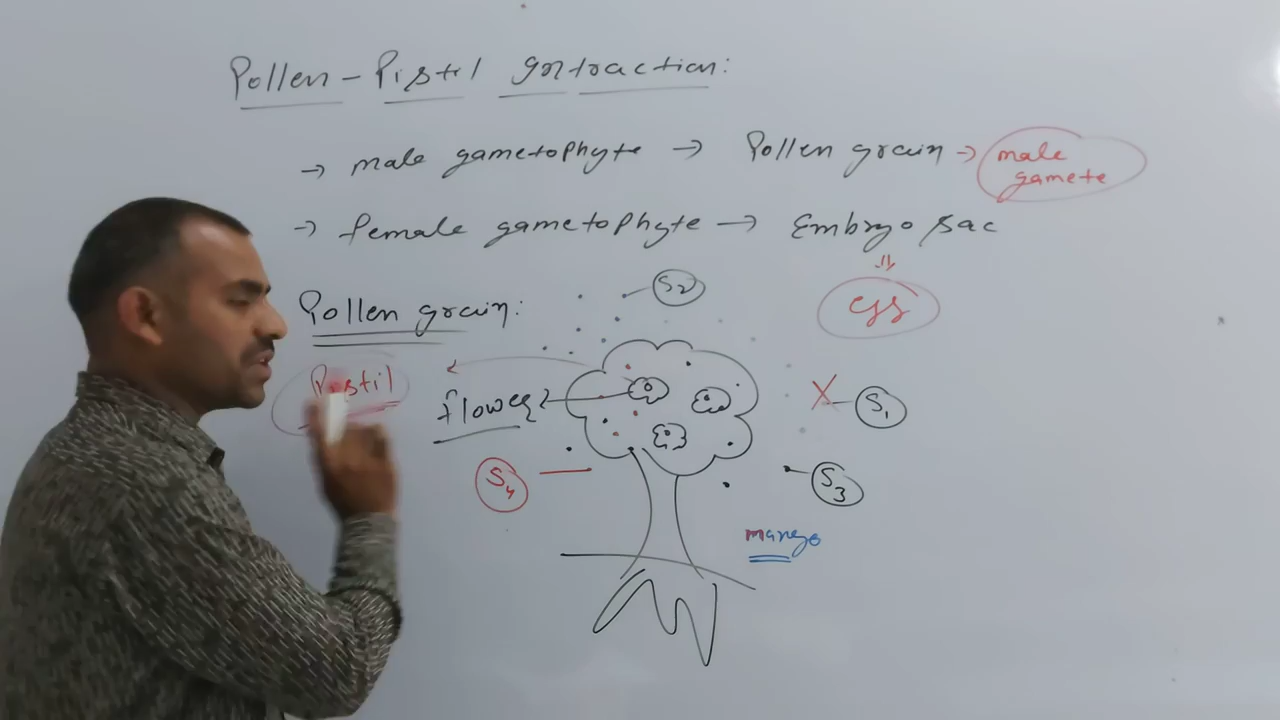 Pollen-Pistil Intraction:
→ male gametophyte → Pollen grain → male gamete
→ female gametophyte → Embryo sac
⇓
egg
Pollen grain:
S2
Pistil
flower
X S1
S4
S3
mango